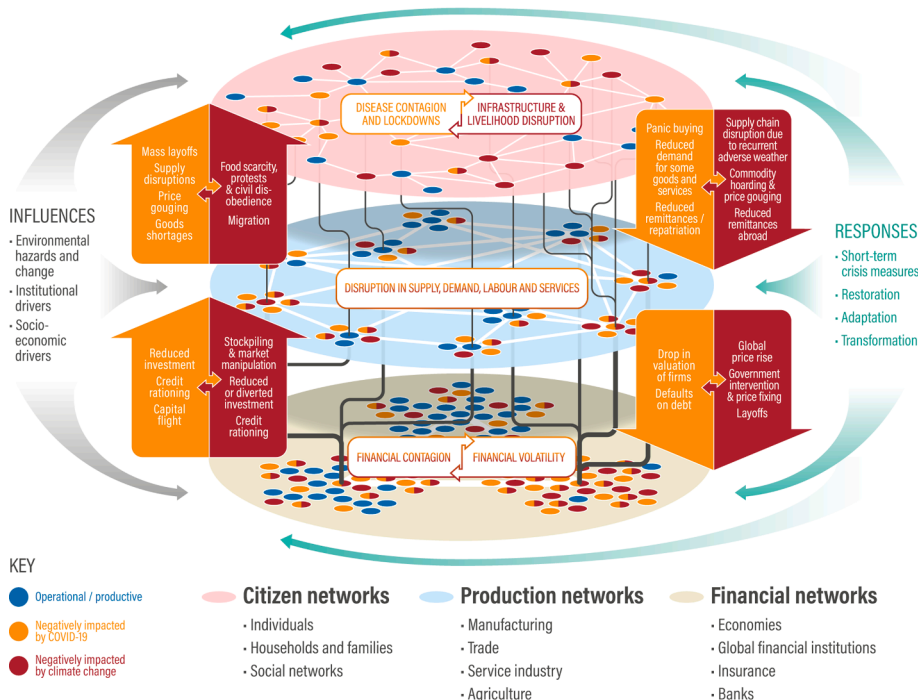 DISEASE CONTAGION
AND LOCKDOWNS
INFRASTRUCTURE &
LIVELIHOOD DISRUPTION
Mass layoffs
Supply
disruptions
Price
gouging
Goods
shortages
Food scarcity,
protests
& civil dis-
obedience
Migration
Panic buying
Reduced
demand
for some
goods and
services
Reduced
remittances /
repatriation
Supply chain
disruption due
to recurrent
adverse weather
Commodity
hoarding &
price gouging
Reduced
remittances
abroad
INFLUENCES
• Environmental
hazards and
change
• Institutional
drivers
• Socio-
economic
drivers
DISRUPTION IN SUPPLY, DEMAND, LABOUR AND SERVICES
RESPONSES
• Short-term
crisis measures
• Restoration
• Adaptation
• Transformation
Reduced
investment
Credit
rationing
Capital
flight
Stockpiling
& market
manipulation
Reduced
or diverted
investment
Credit
rationing
Drop in
valuation
of firms
Defaults
on debt
Global
price rise
Government
intervention
& price fixing
Layoffs
FINANCIAL CONTAGION
FINANCIAL VOLATILITY
KEY
Operational / productive
Negatively impacted
by COVID-19
Negatively impacted
by climate change
Citizen networks
• Individuals
• Households and families
• Social networks
Production networks
• Manufacturing
• Trade
• Service industry
• Agriculture
Financial networks
• Economies
• Global financial institutions
• Insurance
• Banks